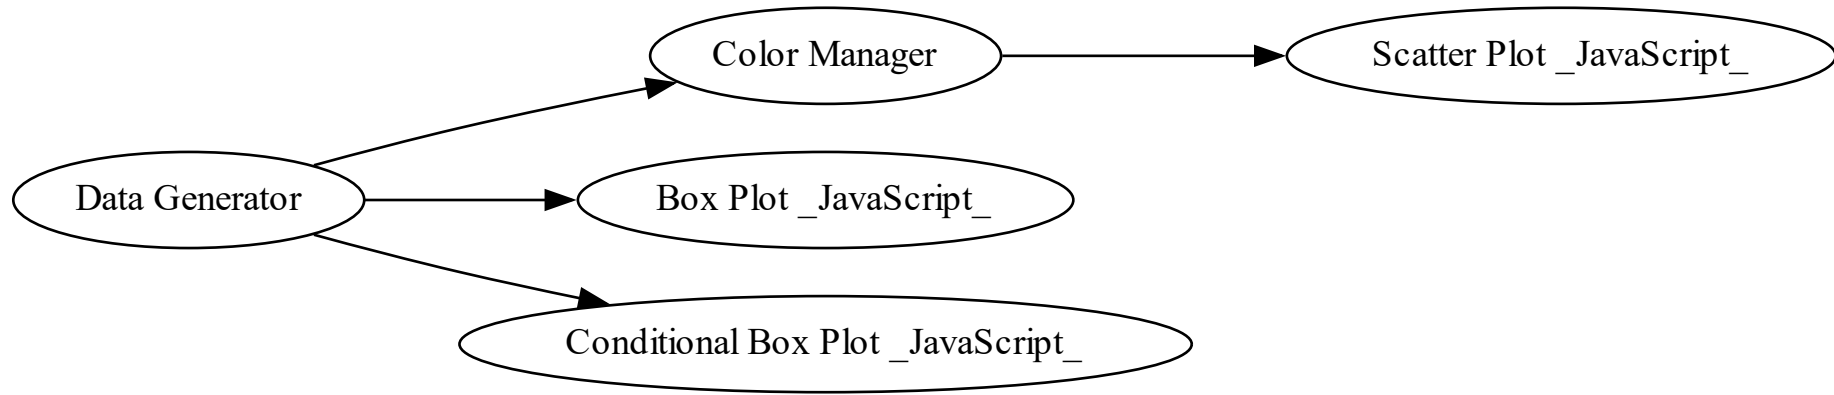 Color Manager
Scatter Plot _JavaScript_
Data Generator
Box Plot _JavaScript_
Conditional Box Plot _JavaScript_